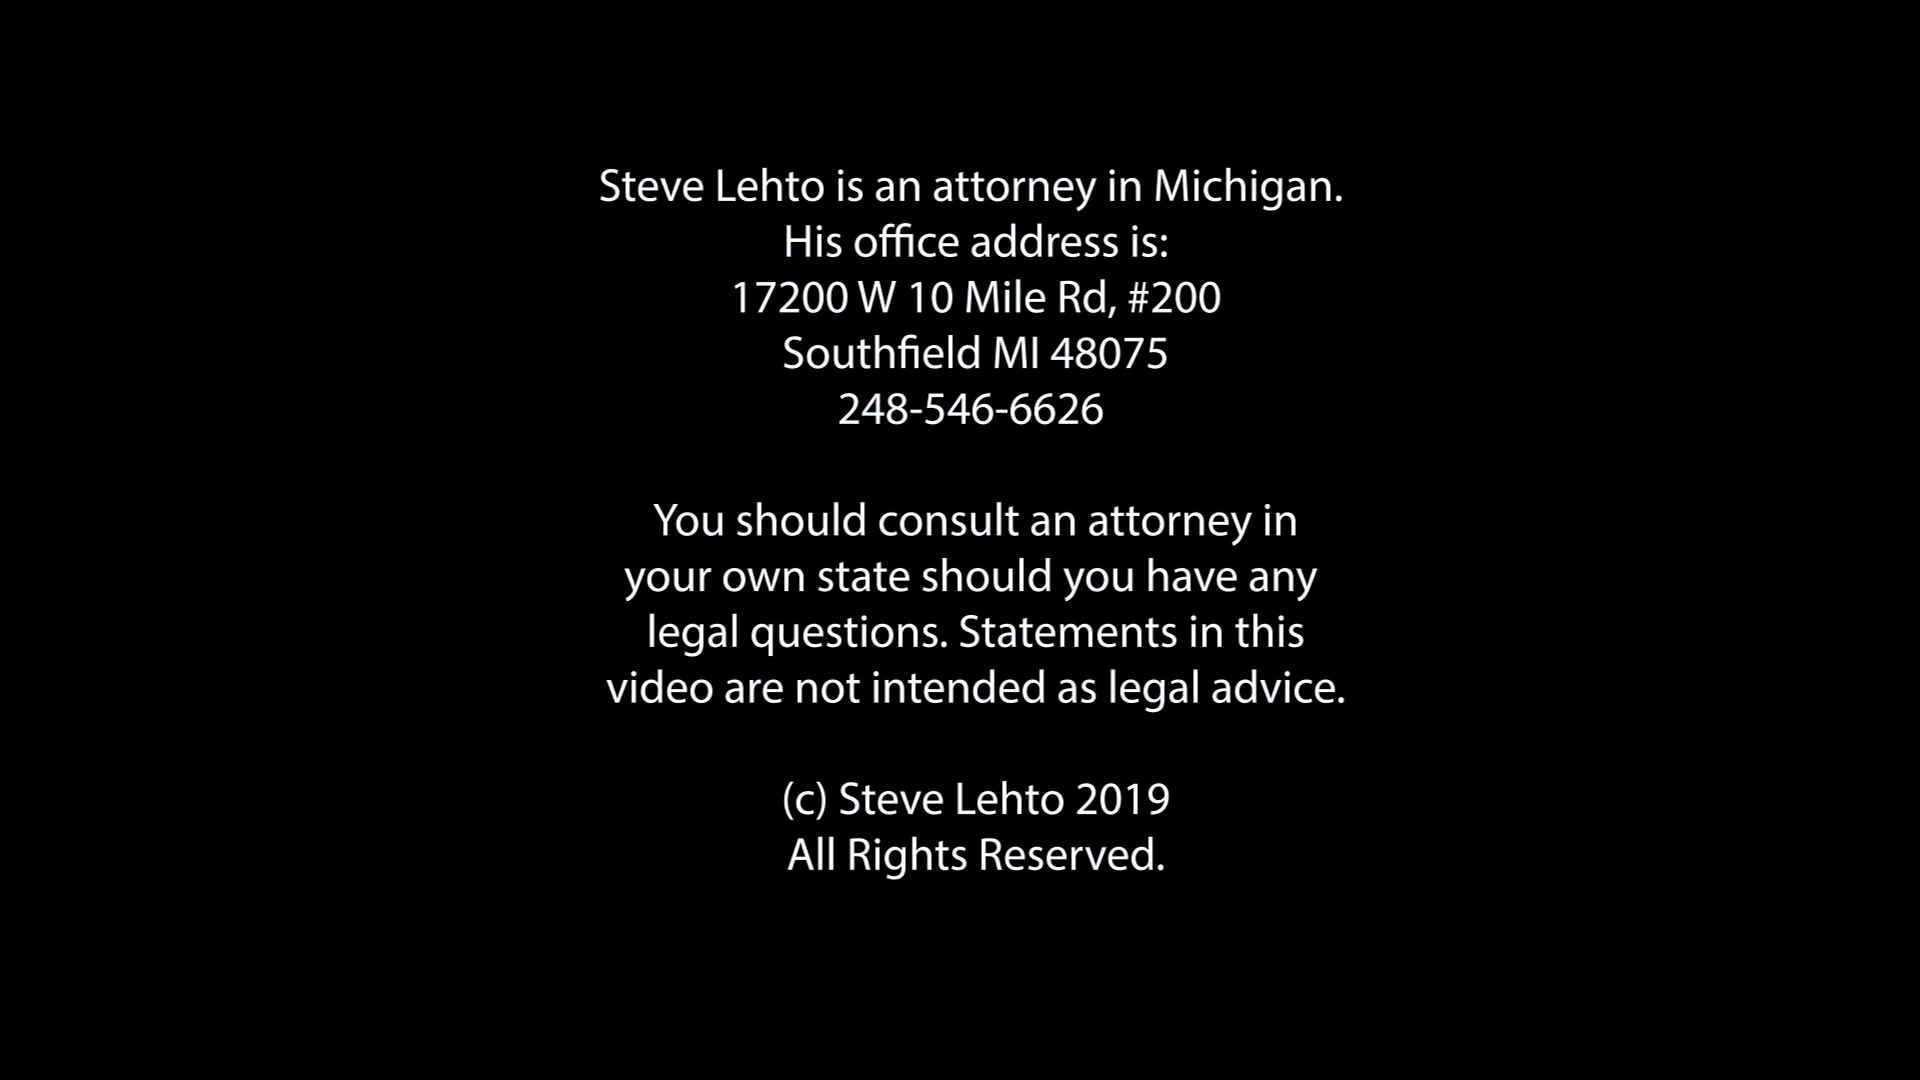 Steve Lehto is an attorney in Michigan.
His office address is:
17200 W 10 Mile Rd, #200
Southfield MI 48075
248-546-6626
You should consult an attorney in
your own state should you have any
legal questions. Statements in this
video are not intended as legal advice.
(c) Steve Lehto 2019
All Rights Reserved.